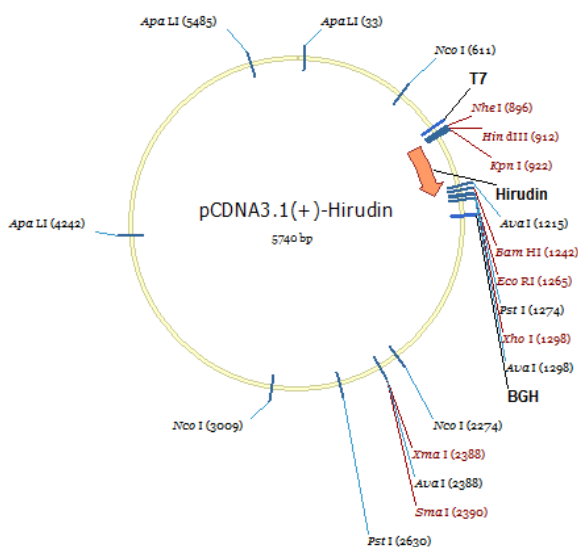 Apa LI (5485)
Apa LI (33)
Nco I (611)
T7
Nhe I (896)
Hin dIII (912)
Kpn I (922)
Hirudin
Ava I (1215)
Bam HI (1242)
Eco RI (1265)
Pst I (1274)
Xho I (1298)
Ava I (1298)
BGH
Nco I (2274)
Xma I (2388)
Ava I (2388)
Sma I (2390)
Pst I (2630)
Nco I (3009)
Apa LI (4242)
pCDNA3.1(+)-Hirudin
5740 bp